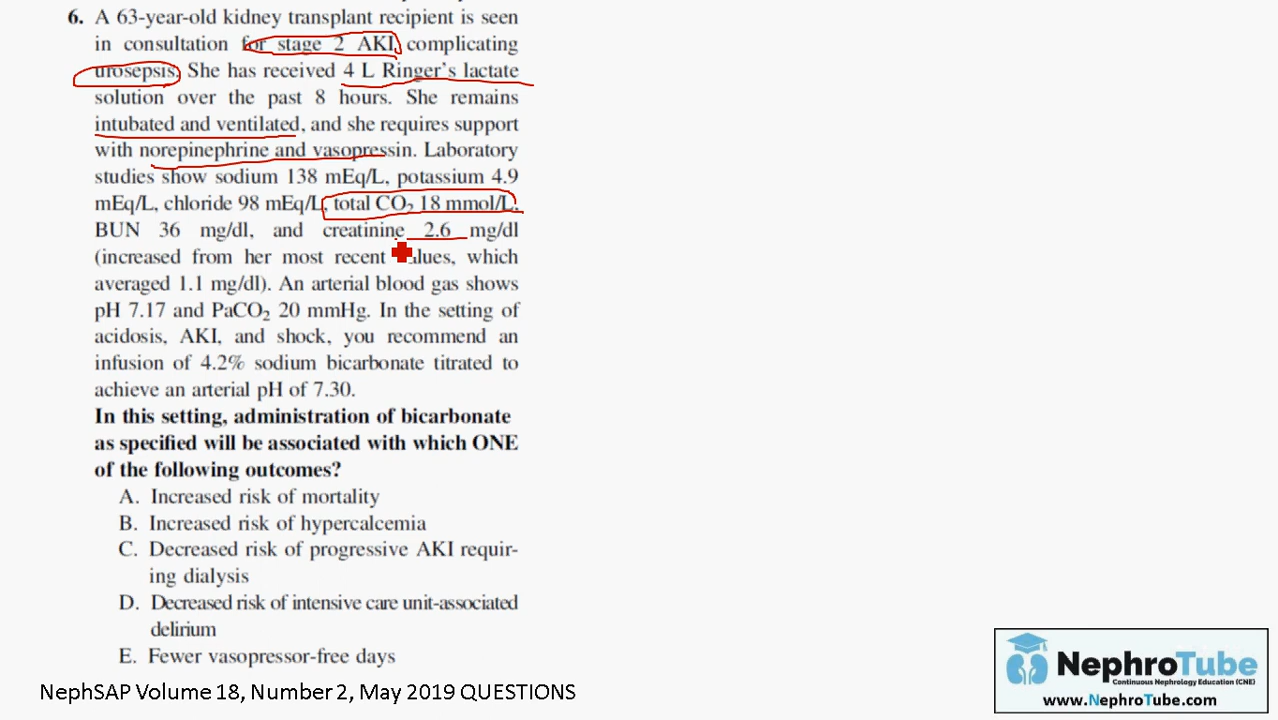 6. A 63-year-old kidney transplant recipient is seen
in consultation for stage 2 AKI, complicating
urosepsis. She has received 4 L Ringer's lactate
solution over the past 8 hours. She remains
intubated and ventilated, and she requires support
with norepinephrine and vasopressin. Laboratory
studies show sodium 138 mEq/L, potassium 4.9
mEq/L, chloride 98 mEq/L, total CO₂ 18 mmol/L,
BUN 36 mg/dl, and creatinine 2.6 mg/dl
(increased from her most recent values, which
averaged 1.1 mg/dl). An arterial blood gas shows
pH 7.17 and PaCO₂ 20 mmHg. In the setting of
acidosis, AKI, and shock, you recommend an
infusion of 4.2% sodium bicarbonate titrated to
achieve an arterial pH of 7.30.
In this setting, administration of bicarbonate
as specified will be associated with which ONE
of the following outcomes?
A. Increased risk of mortality
B. Increased risk of hypercalcemia
C. Decreased risk of progressive AKI requir-
ing dialysis
D. Decreased risk of intensive care unit-associated
delirium
E. Fewer vasopressor-free days
NephSAP Volume 18, Number 2, May 2019 QUESTIONS
NephroTube
Continuous Nephrology Education (CNE)
www.NephroTube.com